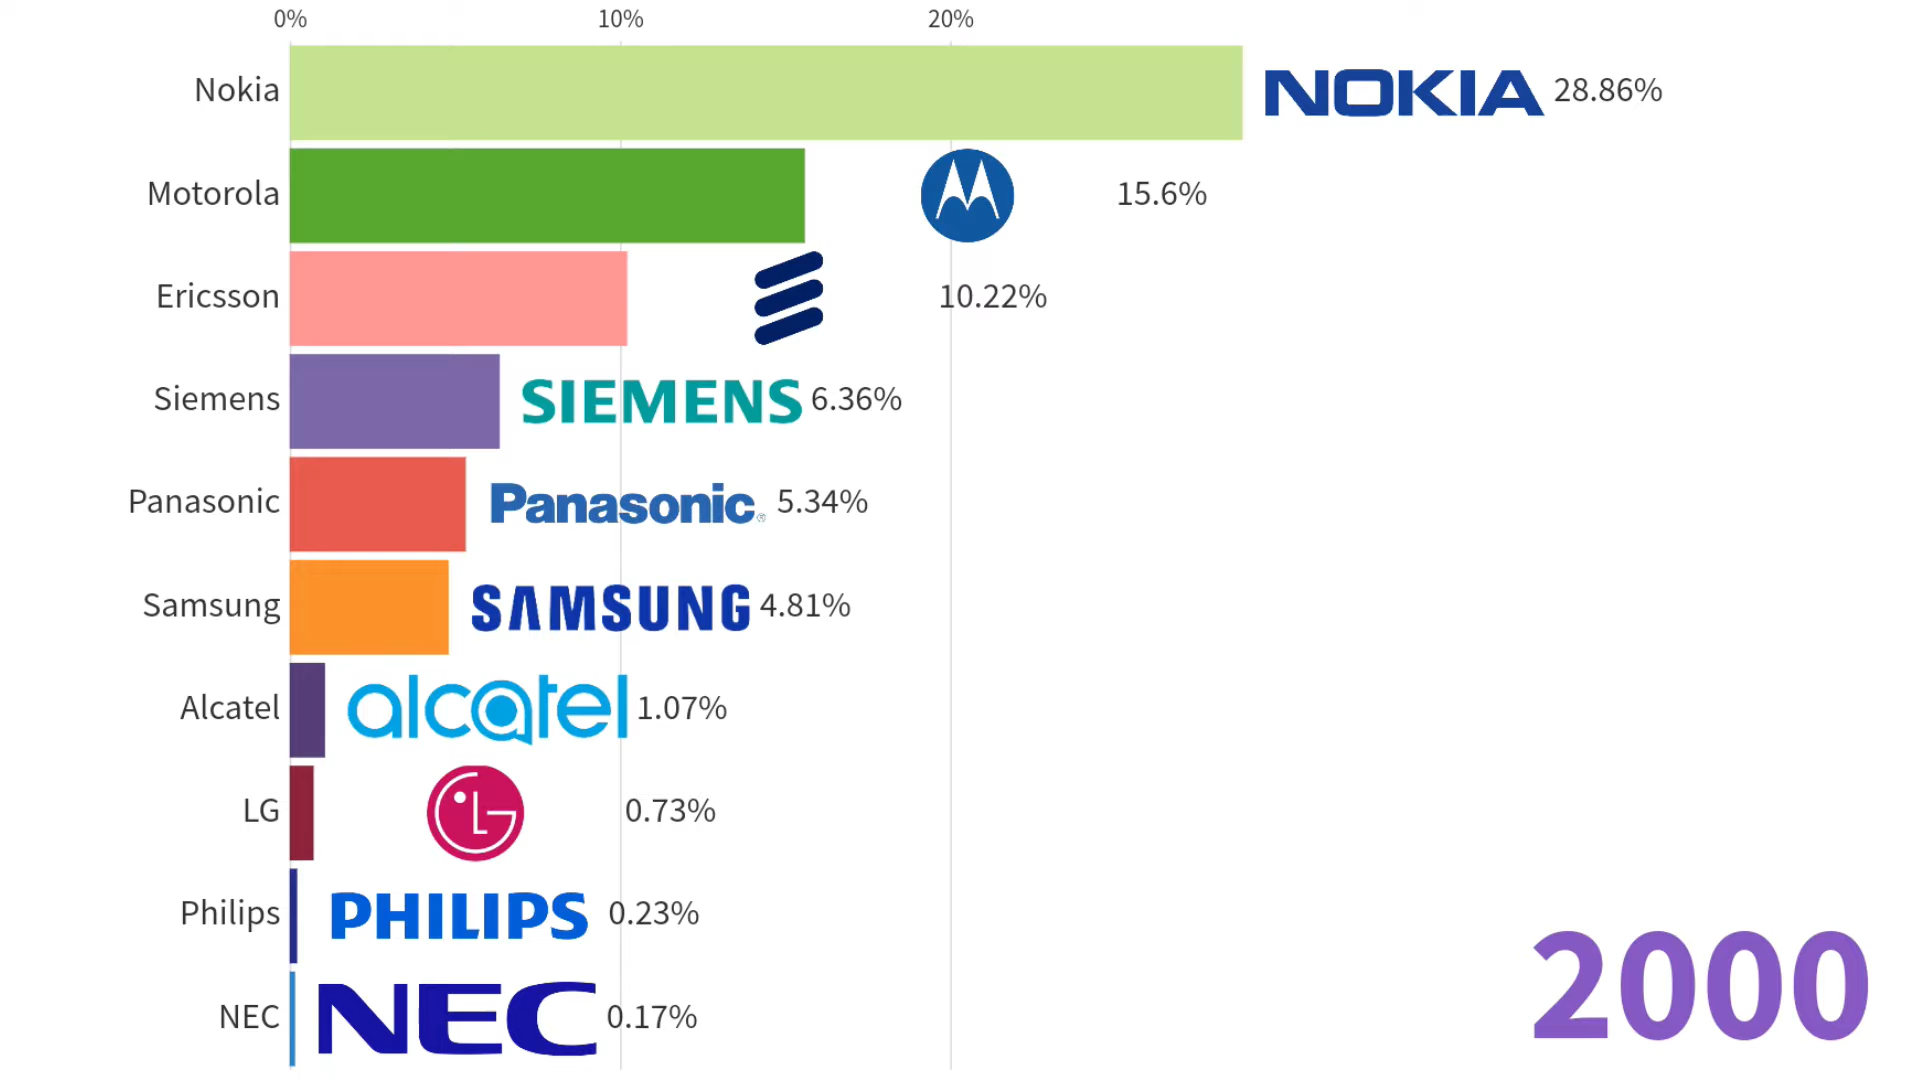 0% 10% 20%
Nokia NOKIA 28.86%
Motorola 15.6%
Ericsson 10.22%
Siemens SIEMENS 6.36%
Panasonic Panasonic® 5.34%
Samsung SAMSUNG 4.81%
Alcatel alcatel 1.07%
LG LG 0.73%
Philips PHILIPS 0.23%
NEC NEC 0.17%
2000